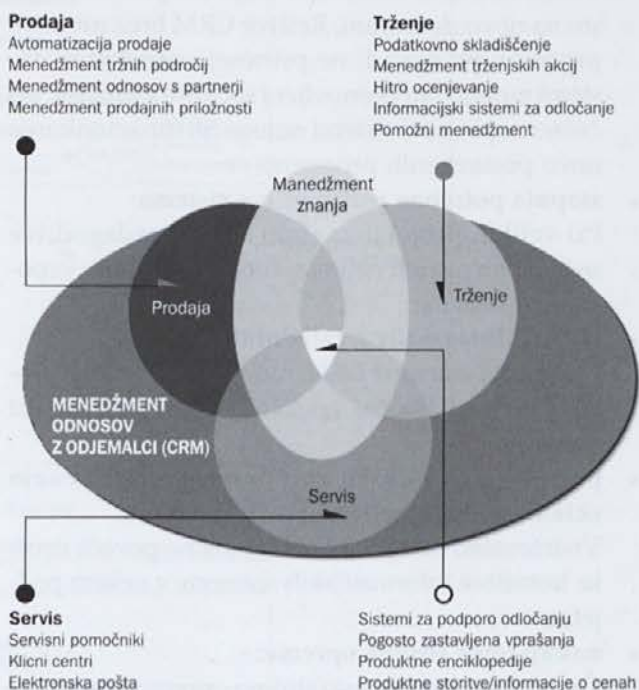 Prodaja
Avtomatizacija prodaje
Menedžment tržnih področij
Menedžment odnosov s partnerji
Menedžment prodajnih priložnosti
Trženje
Podatkovno skladiščenje
Menedžment trženjskih akcij
Hitro ocenjevanje
Informacijski sistemi za odločanje
Pomožni menedžment
Manedžment
znanja
Prodaja
Trženje
MENEDŽMENT
ODNOSOV
Z ODJEMALCI (CRM)
Servis
Servis
Servisni pomočniki
Klicni centri
Elektronska pošta
Sistemi za podporo odločanju
Pogosto zastavljena vprašanja
Produktne enciklopedije
Produktne storitve/informacije o cenah